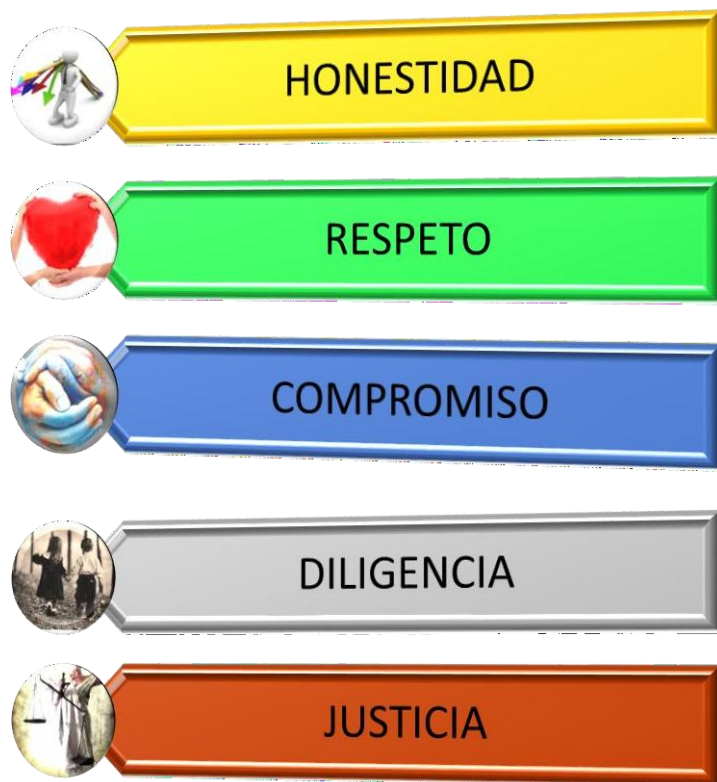 HONESTIDAD
RESPETO
COMPROMISO
DILIGENCIA
JUSTICIA